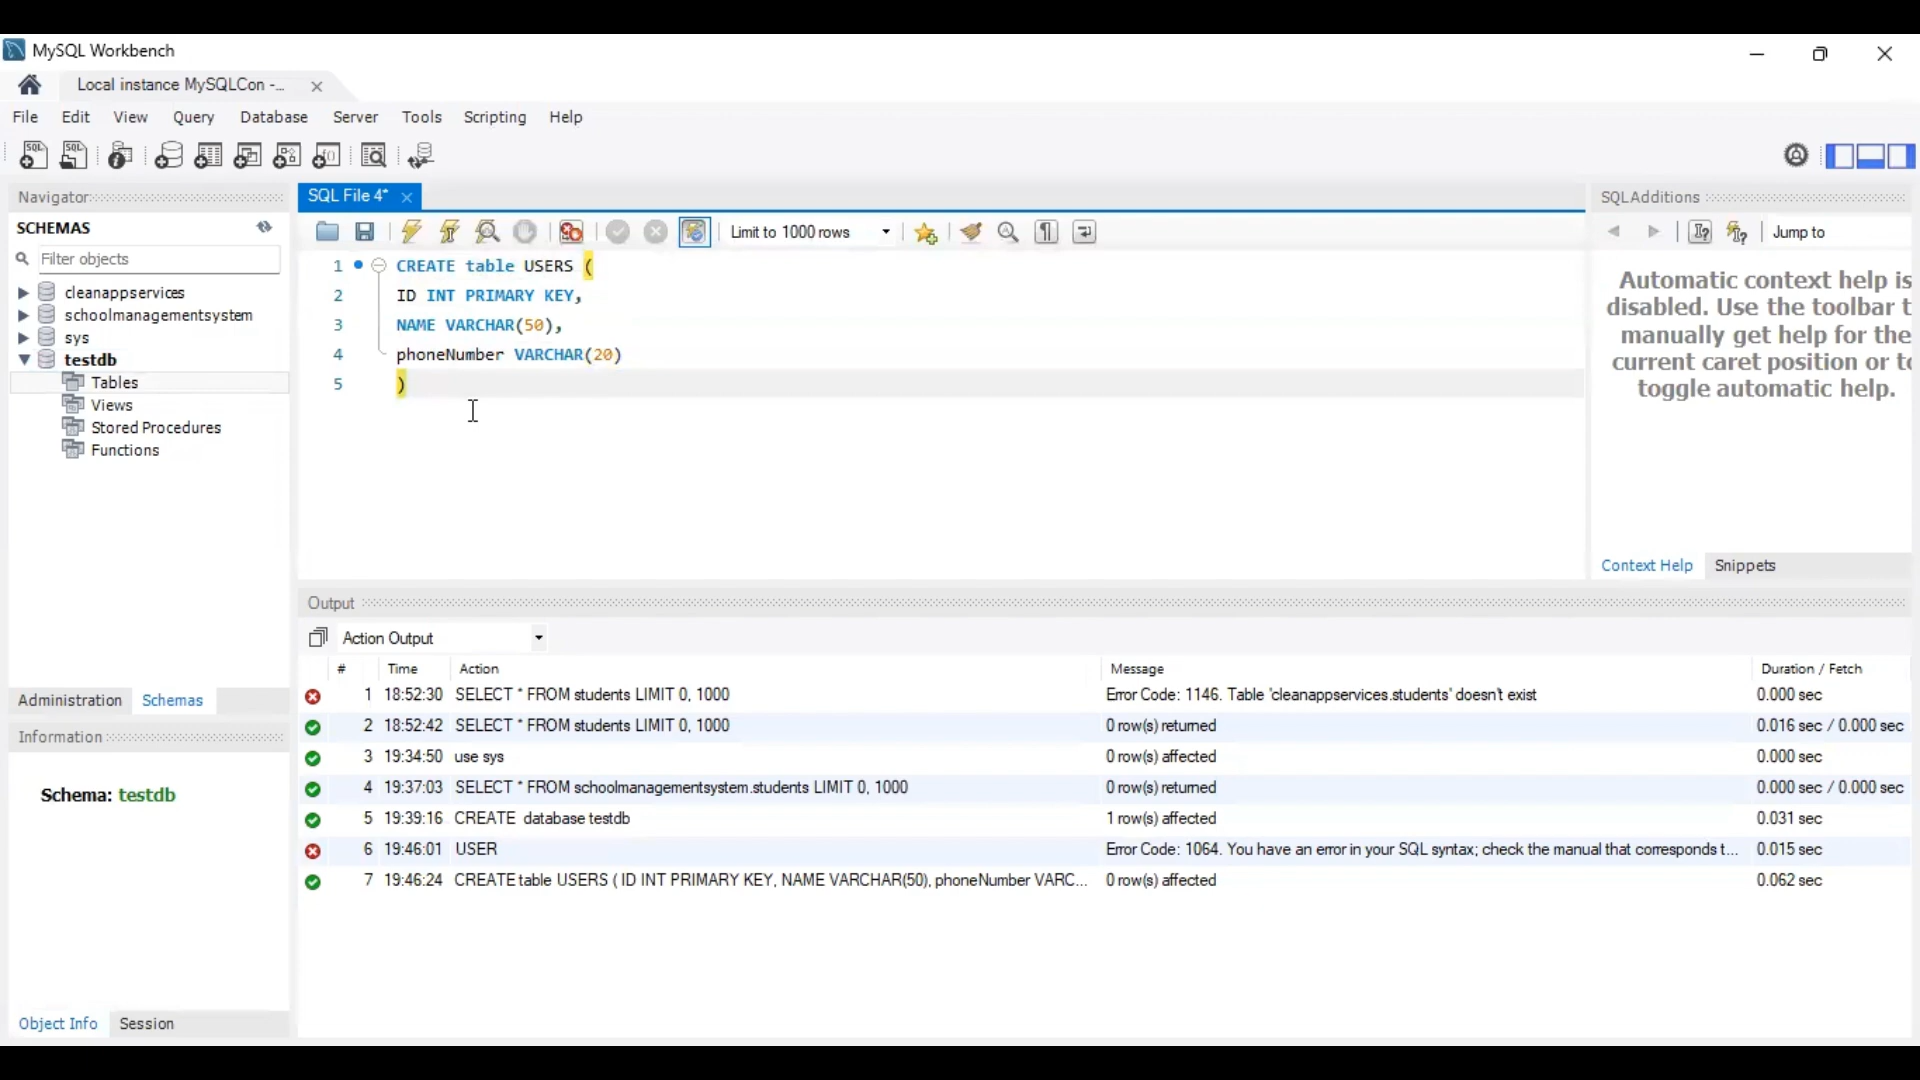 MySQL Workbench
Local instance MySQLCon -...
File Edit View Query Database Server Tools Scripting Help
Navigator
SCHEMAS
Filter objects
cleanappservices
schoolmanagementsystem
sys
testdb
Tables
Views
Stored Procedures
Functions
Administration Schemas
Information
Schema: testdb
Object Info Session
SQL File 4*
Limit to 1000 rows
1 CREATE table USERS (
2 ID INT PRIMARY KEY,
3 NAME VARCHAR(50),
4 phoneNumber VARCHAR(20)
5 )
SQLAdditions
Jump to
Automatic context help is
disabled. Use the toolbar t
manually get help for the
current caret position or to
toggle automatic help.
Context Help Snippets
Output
Action Output
# Time Action Message Duration / Fetch
1 18:52:30 SELECT * FROM students LIMIT 0, 1000 Error Code: 1146. Table 'cleanappservices.students' doesn't exist 0.000 sec
2 18:52:42 SELECT * FROM students LIMIT 0, 1000 0 row(s) returned 0.016 sec / 0.000 sec
3 19:34:50 use sys 0 row(s) affected 0.000 sec
4 19:37:03 SELECT * FROM schoolmanagementsystem.students LIMIT 0, 1000 0 row(s) returned 0.000 sec / 0.000 sec
5 19:39:16 CREATE database testdb 1 row(s) affected 0.031 sec
6 19:46:01 USER Error Code: 1064. You have an error in your SQL syntax; check the manual that corresponds t... 0.015 sec
7 19:46:24 CREATE table USERS ( ID INT PRIMARY KEY, NAME VARCHAR(50), phoneNumber VARC... 0 row(s) affected 0.062 sec